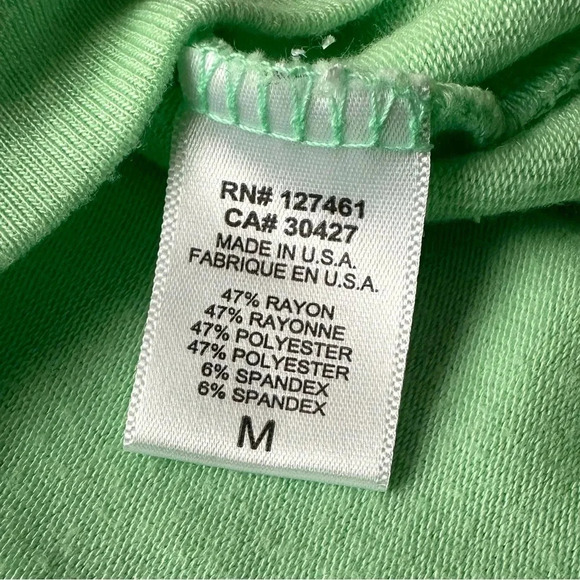 RN# 127461
CA# 30427
MADE IN U.S.A.
FABRIQUE EN U.S.A.
47% RAYON
47% RAYONNE
47% POLYESTER
47% POLYESTER
6% SPANDEX
6% SPANDEX
M